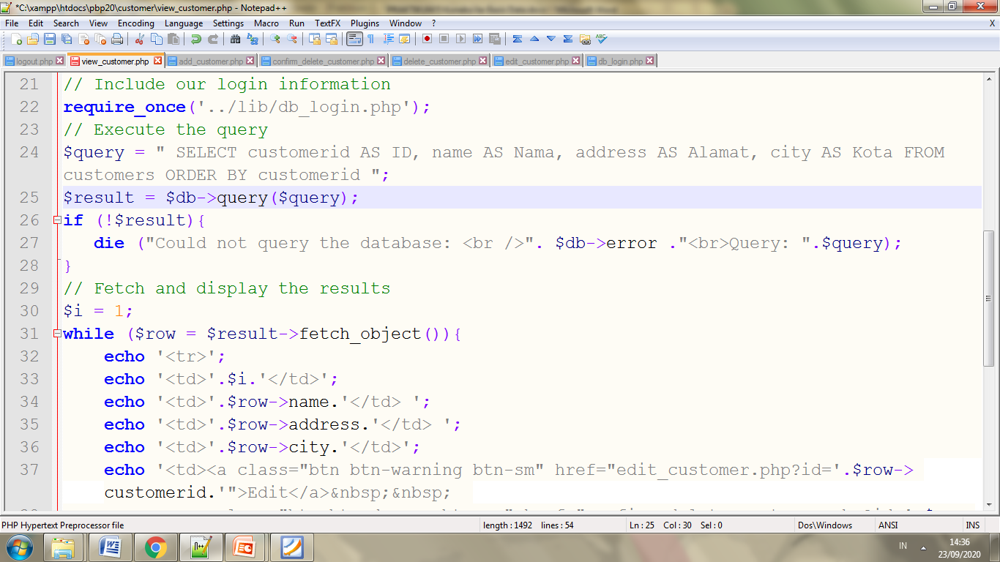 *C:\xampp\htdocs\pbp20\customer\view_customer.php - Notepad++
File Edit Search View Encoding Language Settings Macro Run TextFX Plugins Window ? X
logout.php view_customer.php add_customer.php confirm_delete_customer.php delete_customer.php edit_customer.php db_login.php
21 // Include our login information
22 require_once('../lib/db_login.php');
23 // Execute the query
24 $query = " SELECT customerid AS ID, name AS Nama, address AS Alamat, city AS Kota FROM
customers ORDER BY customerid ";
25 $result = $db->query($query);
26 if (!$result){
27 die ("Could not query the database: <br />". $db->error ."<br>Query: ".$query);
28 }
29 // Fetch and display the results
30 $i = 1;
31 while ($row = $result->fetch_object()){
32 echo '<tr>';
33 echo '<td>'.$i.'</td>';
34 echo '<td>'.$row->name.'</td> ';
35 echo '<td>'.$row->address.'</td> ';
36 echo '<td>'.$row->city.'</td>';
37 echo '<td><a class="btn btn-warning btn-sm" href="edit_customer.php?id='.$row->
customerid.'">Edit</a>&nbsp;&nbsp;
PHP Hypertext Preprocessor file length : 1492 lines : 54 Ln : 25 Col : 30 Sel : 0 Dos\Windows ANSI INS
IN 14:36
23/09/2020